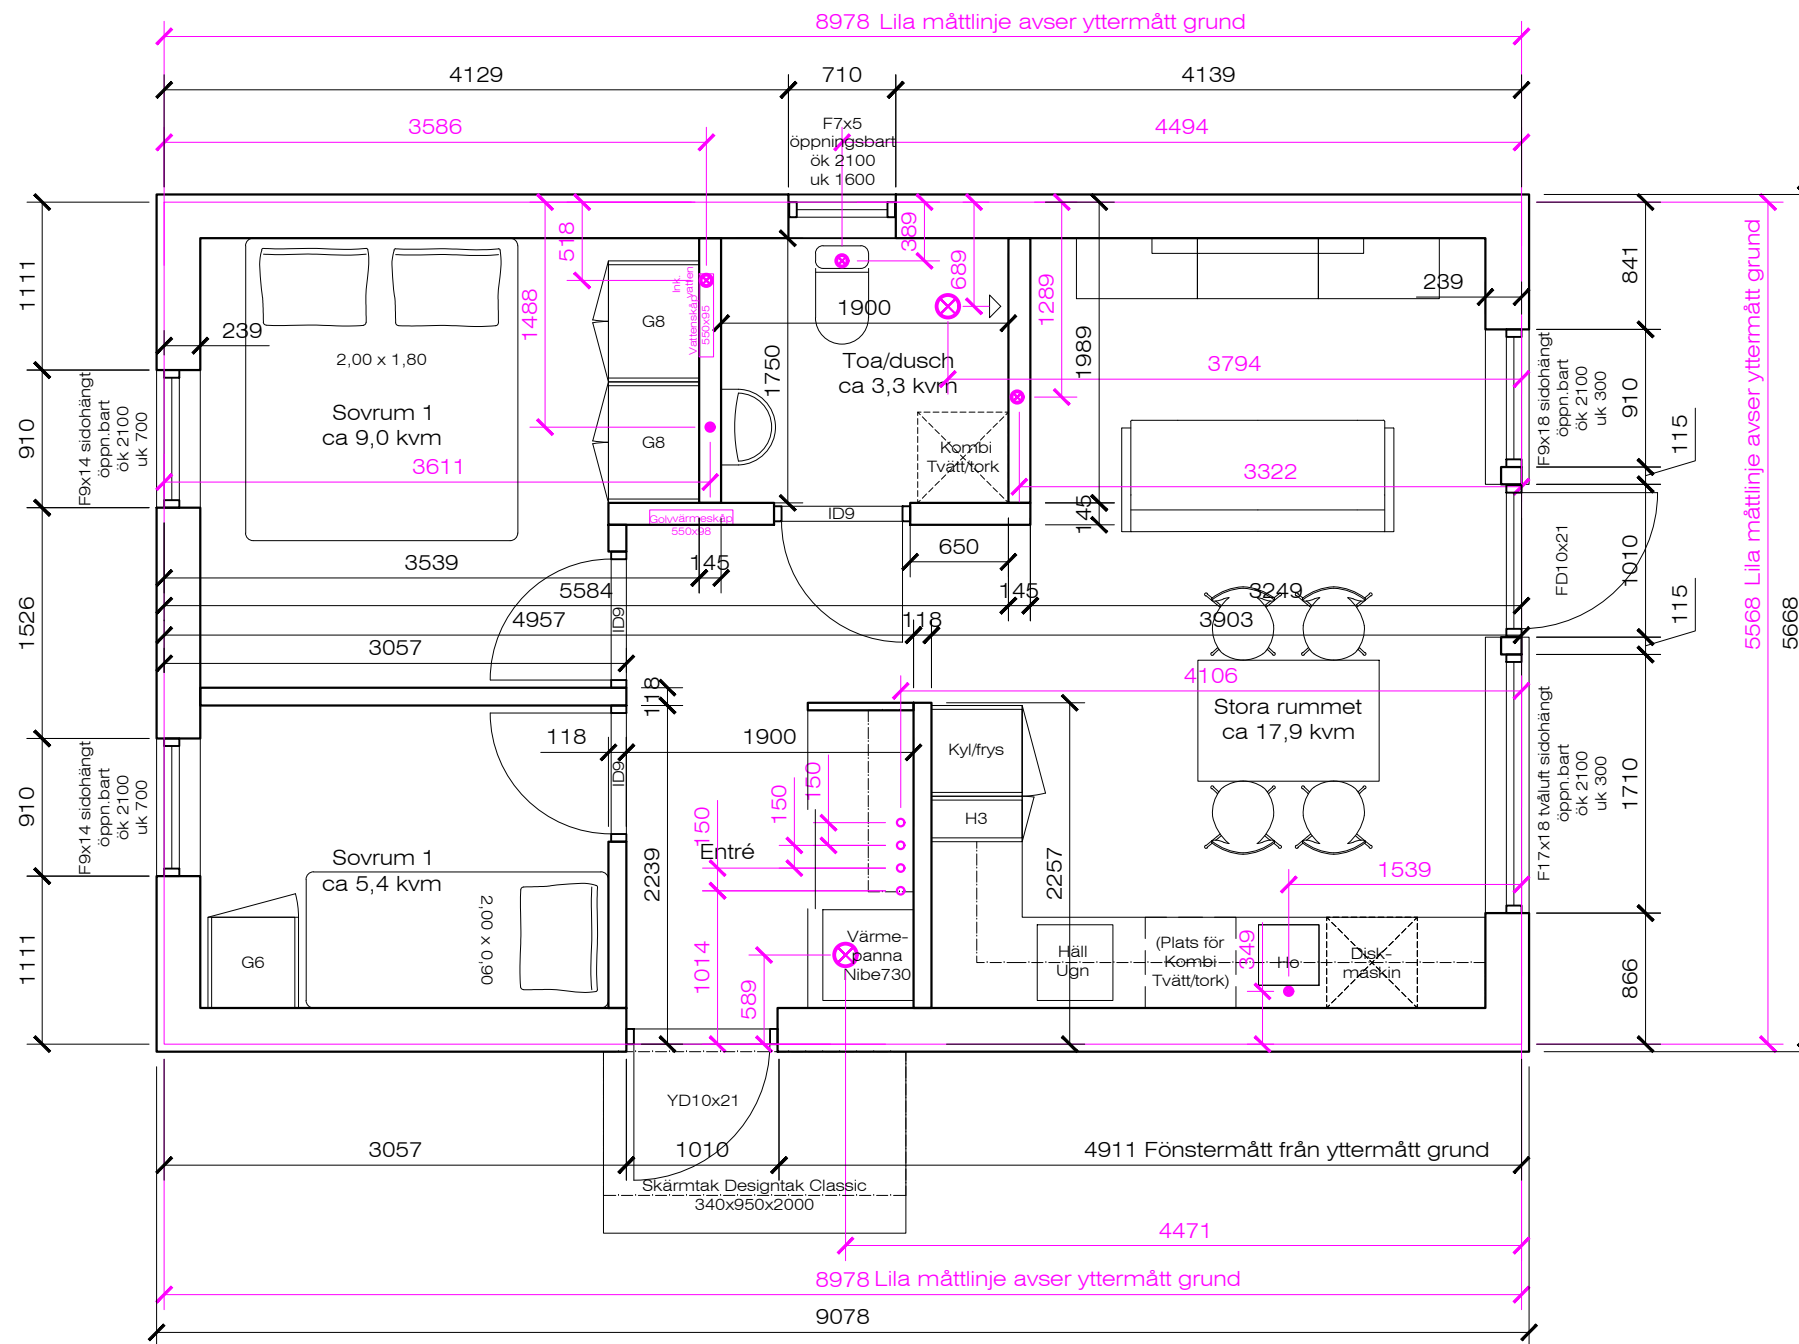 8978 Lila måttlinje avser yttermått grund
4129
710
4139
3586
4494
F7x5
öppningsbart
ök 2100
uk 1600
1111
910
1526
910
1111
F9x14 sidohängt
öppn.bart
ök 2100
uk 700
F9x14 sidohängt
öppn.bart
ök 2100
uk 700
239
518
1488
2,00 x 1,80
Sovrum 1
ca 9,0 kvm
3611
G8
G8
Ink.
vatten
Vattenskåp
550x95
Golvvärmeskåp
550x98
389
689
1289
1900
1750
Toa/dusch
ca 3,3 kvm
Kombi
Tvätt/tork
1989
145
3794
3322
239
ID9
650
3539
145
5584
145
3249
4957
118
3903
3057
ID9
118
4106
118
1900
ID9
150
150
150
Entré
2239
1014
589
Sovrum 1
ca 5,4 kvm
2,00 x 0,90
G6
Värme-
panna
Nibe730
Kyl/frys
H3
2257
Stora rummet
ca 17,9 kvm
1539
349
Häll
Ugn
(Plats för
Kombi
Tvätt/tork)
Ho
Disk-
maskin
F9x18 sidohängt
öppn.bart
ök 2100
uk 300
FD10x21
F17x18 tvåluft sidohängt
öppn.bart
ök 2100
uk 300
841
910
115
1010
115
1710
866
5568 Lila måttlinje avser yttermått grund
5668
YD10x21
3057
1010
4911 Fönstermått från yttermått grund
Skärmtak Designtak Classic
340x950x2000
4471
8978 Lila måttlinje avser yttermått grund
9078